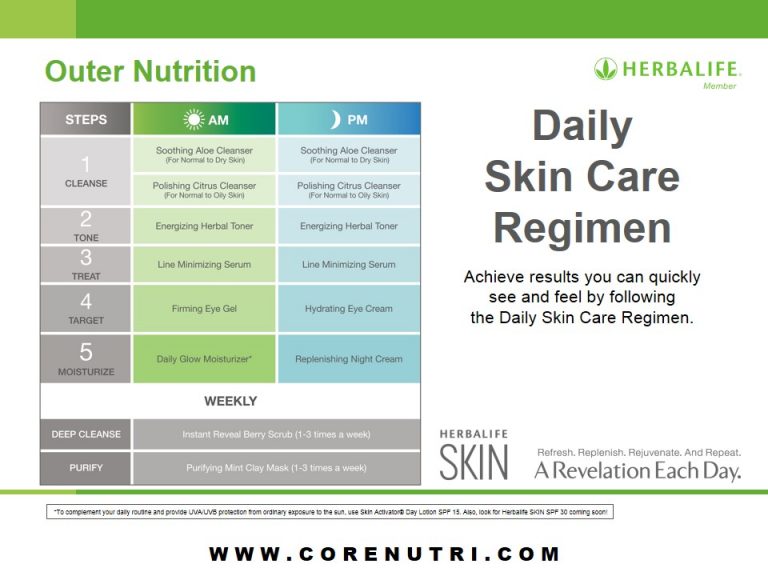 Outer Nutrition
HERBALIFE.
Member
STEPS AM PM
1
CLEANSE
Soothing Aloe Cleanser
(For Normal to Dry Skin)
Soothing Aloe Cleanser
(For Normal to Dry Skin)
Polishing Citrus Cleanser
(For Normal to Oily Skin)
Polishing Citrus Cleanser
(For Normal to Oily Skin)
2
TONE
Energizing Herbal Toner
Energizing Herbal Toner
3
TREAT
Line Minimizing Serum
Line Minimizing Serum
4
TARGET
Firming Eye Gel
Hydrating Eye Cream
5
MOISTURIZE
Daily Glow Moisturizer*
Replenishing Night Cream
WEEKLY
DEEP CLEANSE
Instant Reveal Berry Scrub (1-3 times a week)
PURIFY
Purifying Mint Clay Mask (1-3 times a week)
Daily
Skin Care
Regimen
Achieve results you can quickly
see and feel by following
the Daily Skin Care Regimen.
HERBALIFE
SKIN
Refresh. Replenish. Rejuvenate. And Repeat.
A Revelation Each Day.
*To complement your daily routine and provide UVA/UVB protection from ordinary exposure to the sun, use Skin Activator® Day Lotion SPF 15. Also, look for Herbalife SKIN SPF 30 coming soon!
WWW.CORENUTRI.COM